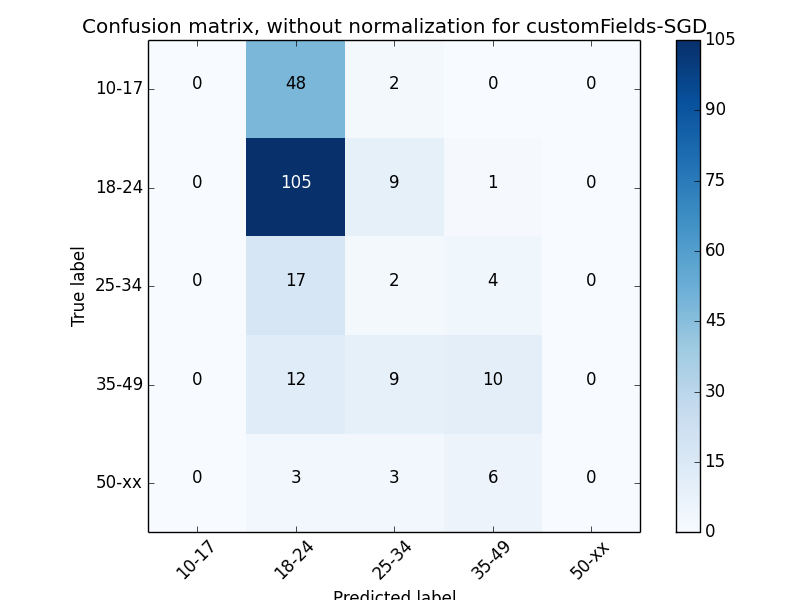 Confusion matrix, without normalization for customFields-SGD
10-17 0 48 2 0 0
18-24 0 105 9 1 0
25-34 0 17 2 4 0
35-49 0 12 9 10 0
50-xx 0 3 3 6 0
True label
10-17 18-24 25-34 35-49 50-xx
Predicted label
105
90
75
60
45
30
15
0